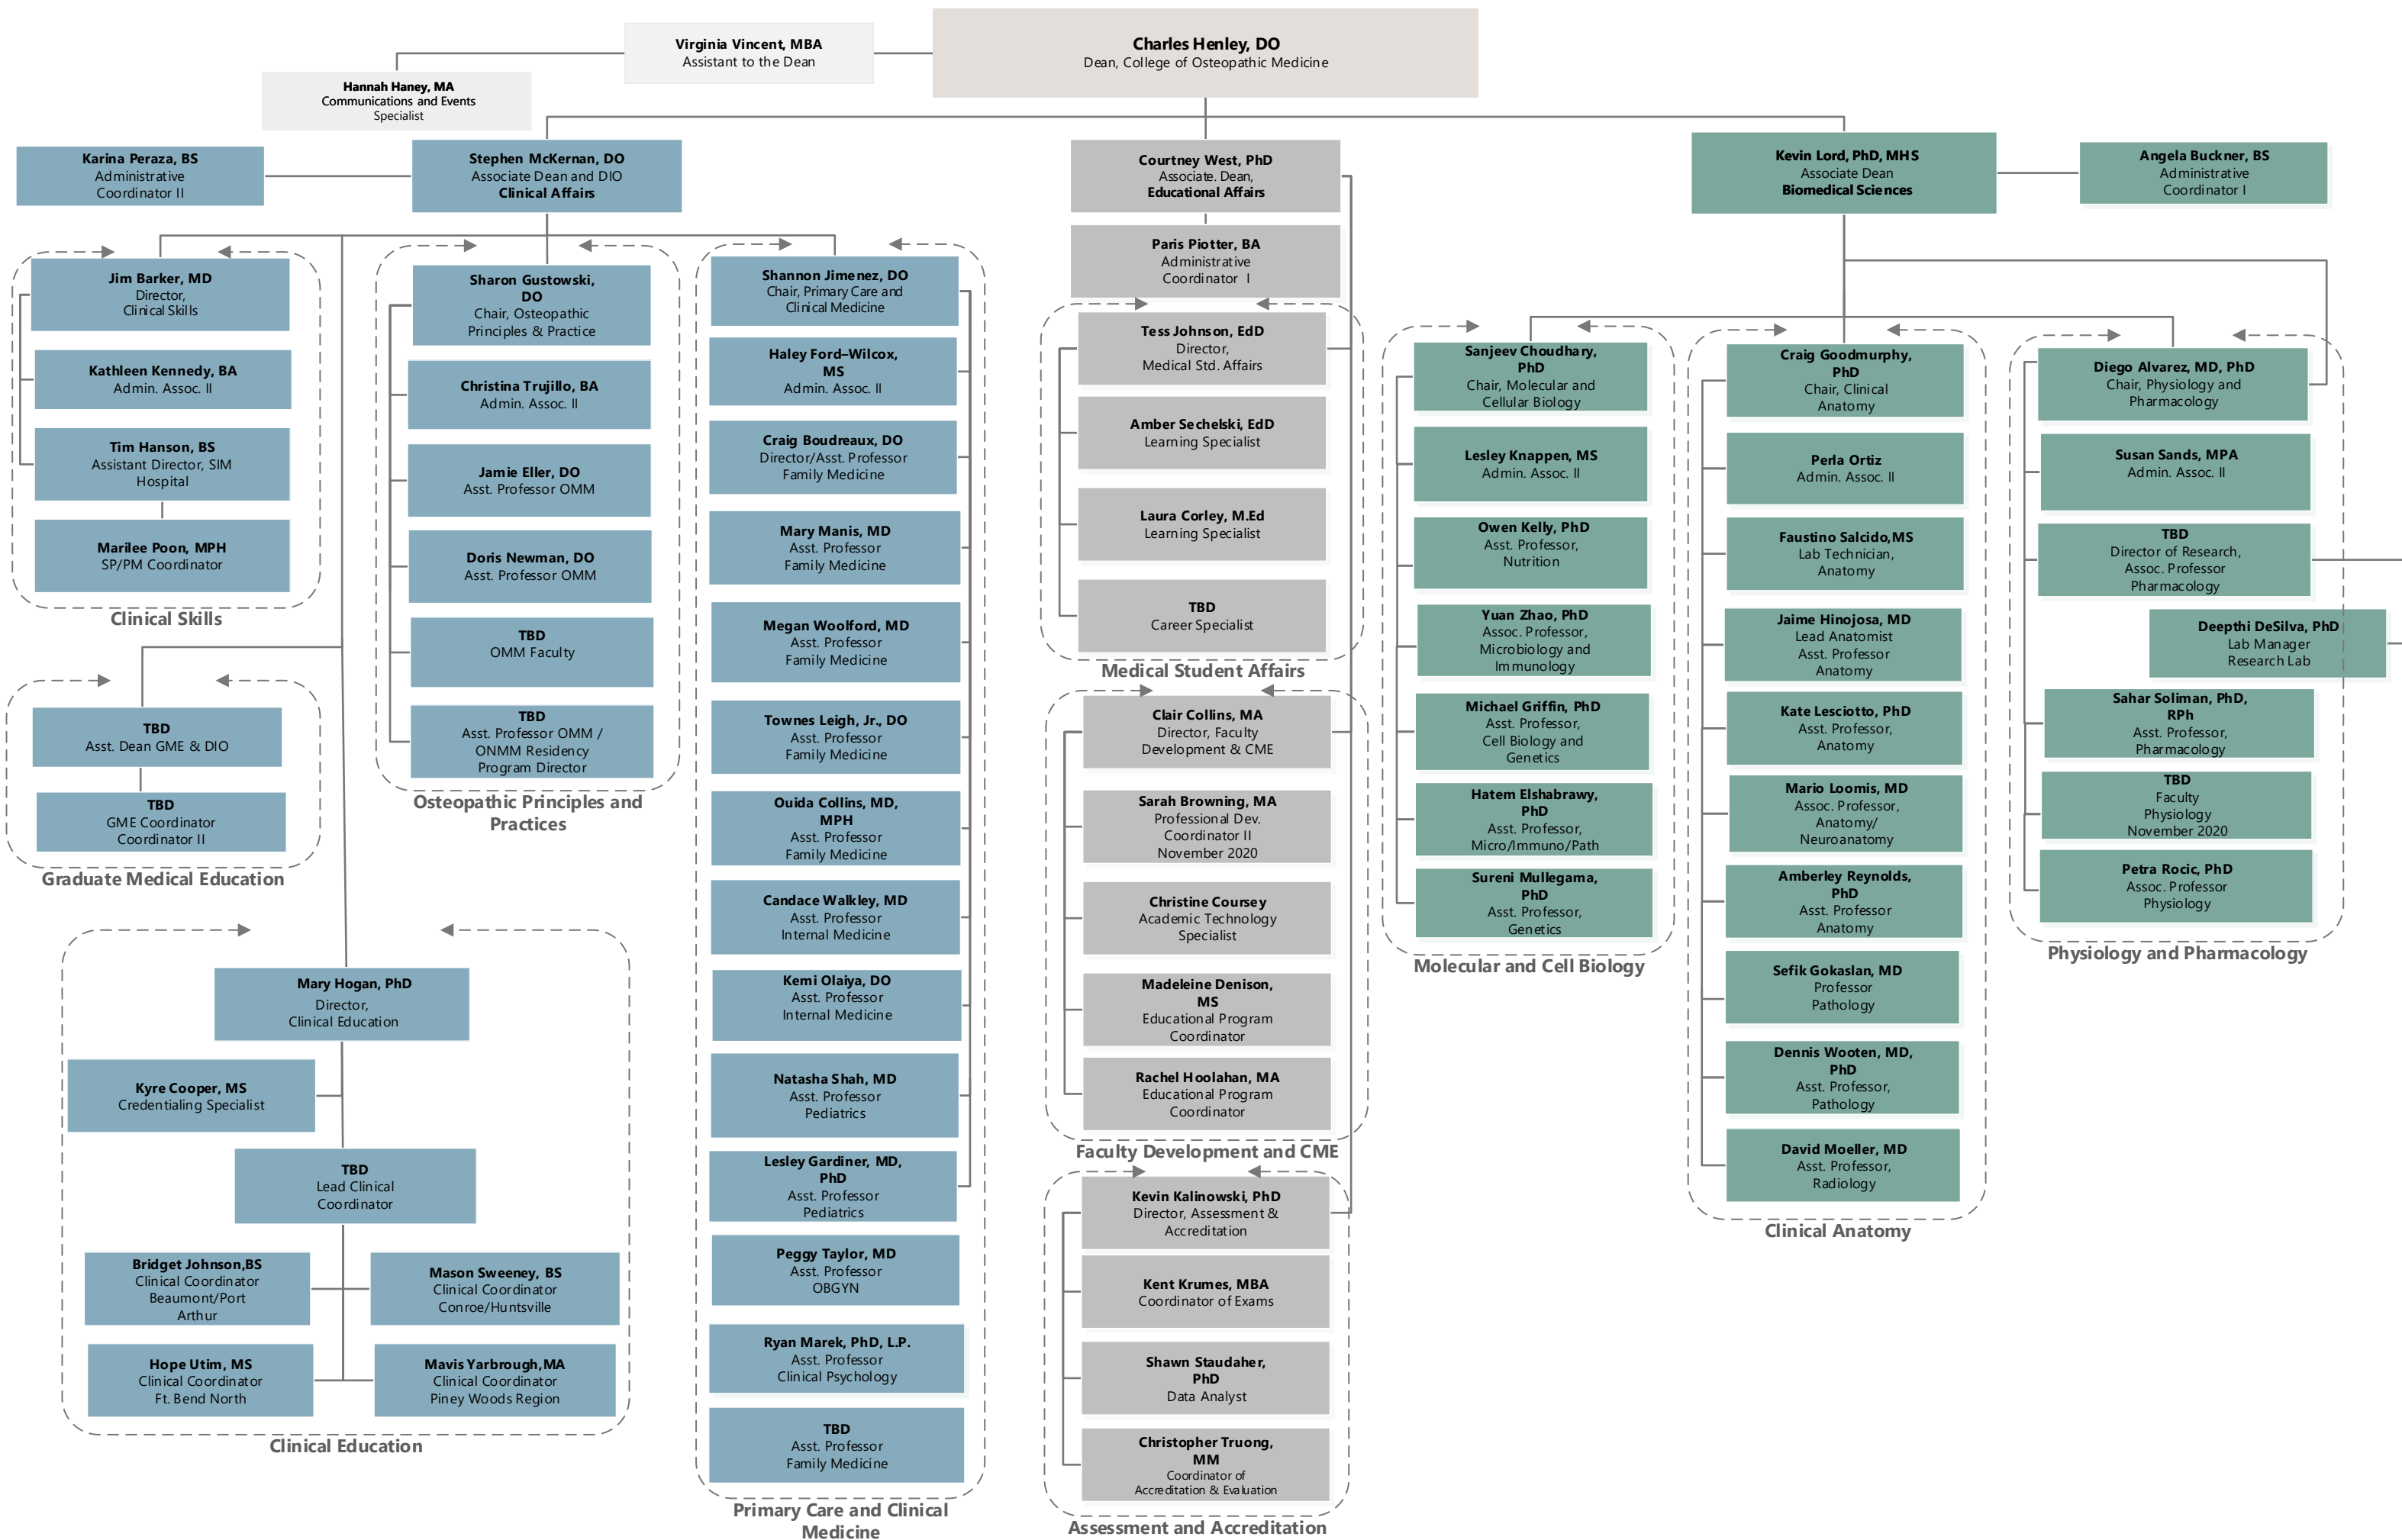 Charles Henley, DO
Dean, College of Osteopathic Medicine
Virginia Vincent, MBA
Assistant to the Dean
Hannah Haney, MA
Communications and Events
Specialist
Karina Peraza, BS
Administrative
Coordinator II
Stephen McKernan, DO
Associate Dean and DIO
Clinical Affairs
Courtney West, PhD
Associate. Dean,
Educational Affairs
Kevin Lord, PhD, MHS
Associate Dean
Biomedical Sciences
Angela Buckner, BS
Administrative
Coordinator I
Jim Barker, MD
Director,
Clinical Skills
Kathleen Kennedy, BA
Admin. Assoc. II
Tim Hanson, BS
Assistant Director, SIM
Hospital
Marilee Poon, MPH
SP/PM Coordinator
Clinical Skills
TBD
Asst. Dean GME & DIO
TBD
GME Coordinator
Coordinator II
Graduate Medical Education
Mary Hogan, PhD
Director,
Clinical Education
Kyre Cooper, MS
Credentialing Specialist
TBD
Lead Clinical
Coordinator
Bridget Johnson,BS
Clinical Coordinator
Beaumont/Port
Arthur
Mason Sweeney, BS
Clinical Coordinator
Conroe/Huntsville
Hope Utim, MS
Clinical Coordinator
Ft. Bend North
Mavis Yarbrough,MA
Clinical Coordinator
Piney Woods Region
Clinical Education
Sharon Gustowski,
DO
Chair, Osteopathic
Principles & Practice
Christina Trujillo, BA
Admin. Assoc. II
Jamie Eller, DO
Asst. Professor OMM
Doris Newman, DO
Asst. Professor OMM
TBD
OMM Faculty
TBD
Asst. Professor OMM /
ONMM Residency
Program Director
Osteopathic Principles and
Practices
Shannon Jimenez, DO
Chair, Primary Care and
Clinical Medicine
Haley Ford–Wilcox,
MS
Admin. Assoc. II
Craig Boudreaux, DO
Director/Asst. Professor
Family Medicine
Mary Manis, MD
Asst. Professor
Family Medicine
Megan Woolford, MD
Asst. Professor
Family Medicine
Townes Leigh, Jr., DO
Asst. Professor
Family Medicine
Ouida Collins, MD,
MPH
Asst. Professor
Family Medicine
Candace Walkley, MD
Asst. Professor
Internal Medicine
Kemi Olaiya, DO
Asst. Professor
Internal Medicine
Natasha Shah, MD
Asst. Professor
Pediatrics
Lesley Gardiner, MD,
PhD
Asst. Professor
Pediatrics
Peggy Taylor, MD
Asst. Professor
OBGYN
Ryan Marek, PhD, L.P.
Asst. Professor
Clinical Psychology
TBD
Asst. Professor
Family Medicine
Primary Care and Clinical
Medicine
Paris Piotter, BA
Administrative
Coordinator I
Tess Johnson, EdD
Director,
Medical Std. Affairs
Amber Sechelski, EdD
Learning Specialist
Laura Corley, M.Ed
Learning Specialist
TBD
Career Specialist
Medical Student Affairs
Clair Collins, MA
Director, Faculty
Development & CME
Sarah Browning, MA
Professional Dev.
Coordinator II
November 2020
Christine Coursey
Academic Technology
Specialist
Madeleine Denison,
MS
Educational Program
Coordinator
Rachel Hoolahan, MA
Educational Program
Coordinator
Faculty Development and CME
Kevin Kalinowski, PhD
Director, Assessment &
Accreditation
Kent Krumes, MBA
Coordinator of Exams
Shawn Staudaher,
PhD
Data Analyst
Christopher Truong,
MM
Coordinator of
Accreditation & Evaluation
Assessment and Accreditation
Sanjeev Choudhary,
PhD
Chair, Molecular and
Cellular Biology
Lesley Knappen, MS
Admin. Assoc. II
Owen Kelly, PhD
Asst. Professor,
Nutrition
Yuan Zhao, PhD
Assoc. Professor,
Microbiology and
Immunology
Michael Griffin, PhD
Asst. Professor,
Cell Biology and
Genetics
Hatem Elshabrawy,
PhD
Asst. Professor,
Micro/Immuno/Path
Sureni Mullegama,
PhD
Asst. Professor,
Genetics
Molecular and Cell Biology
Craig Goodmurphy,
PhD
Chair, Clinical
Anatomy
Perla Ortiz
Admin. Assoc. II
Faustino Salcido,MS
Lab Technician,
Anatomy
Jaime Hinojosa, MD
Lead Anatomist
Asst. Professor
Anatomy
Kate Lesciotto, PhD
Asst. Professor,
Anatomy
Mario Loomis, MD
Assoc. Professor,
Anatomy/
Neuroanatomy
Amberley Reynolds,
PhD
Asst. Professor
Anatomy
Sefik Gokaslan, MD
Professor
Pathology
Dennis Wooten, MD,
PhD
Asst. Professor,
Pathology
David Moeller, MD
Asst. Professor,
Radiology
Clinical Anatomy
Diego Alvarez, MD, PhD
Chair, Physiology and
Pharmacology
Susan Sands, MPA
Admin. Assoc. II
TBD
Director of Research,
Assoc. Professor
Pharmacology
Deepthi DeSilva, PhD
Lab Manager
Research Lab
Sahar Soliman, PhD,
RPh
Asst. Professor,
Pharmacology
TBD
Faculty
Physiology
November 2020
Petra Rocic, PhD
Assoc. Professor
Physiology
Physiology and Pharmacology